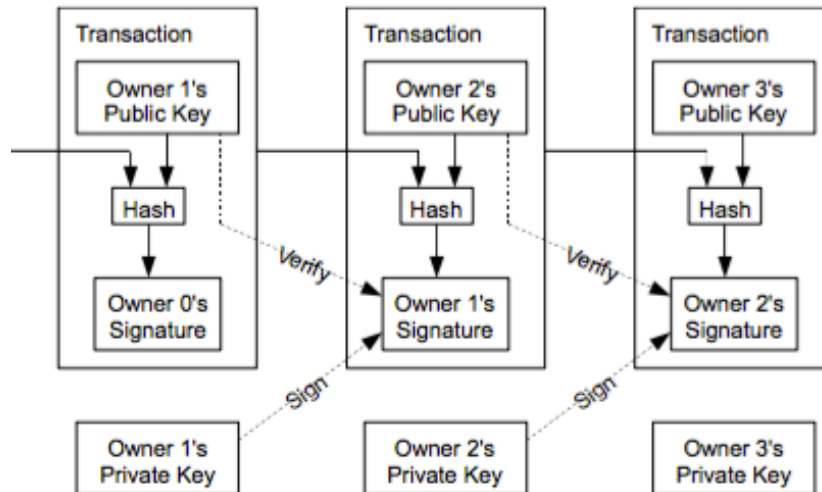 Transaction
Transaction
Transaction
Owner 1's
Public Key
Owner 2's
Public Key
Owner 3's
Public Key
Hash
Hash
Hash
Verify
Verify
Owner 0's
Signature
Owner 1's
Signature
Owner 2's
Signature
Sign
Sign
Owner 1's
Private Key
Owner 2's
Private Key
Owner 3's
Private Key